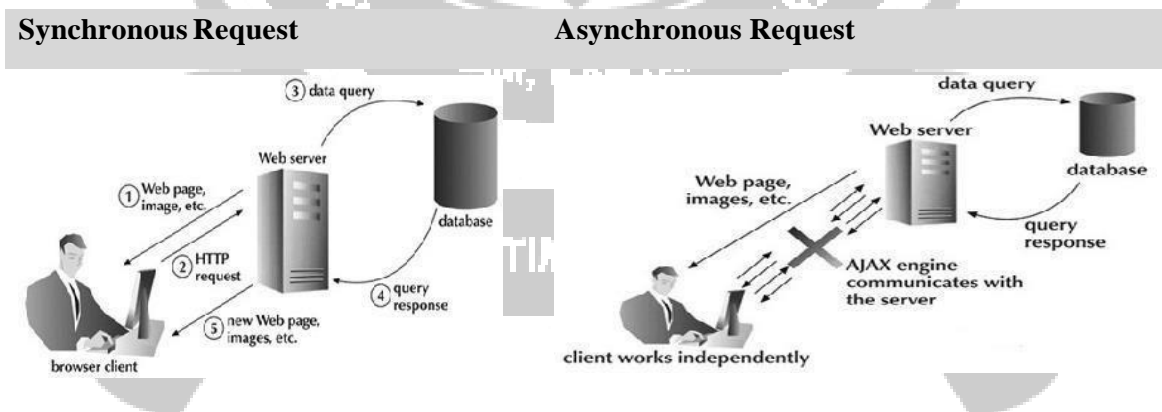 Synchronous Request
Asynchronous Request
③ data query
Web server
① Web page,
image, etc.
database
② HTTP
request
④ query
response
⑤ new Web page,
images, etc.
browser client
data query
Web server
database
Web page,
images, etc.
query
response
AJAX engine
communicates with
the server
client works independently